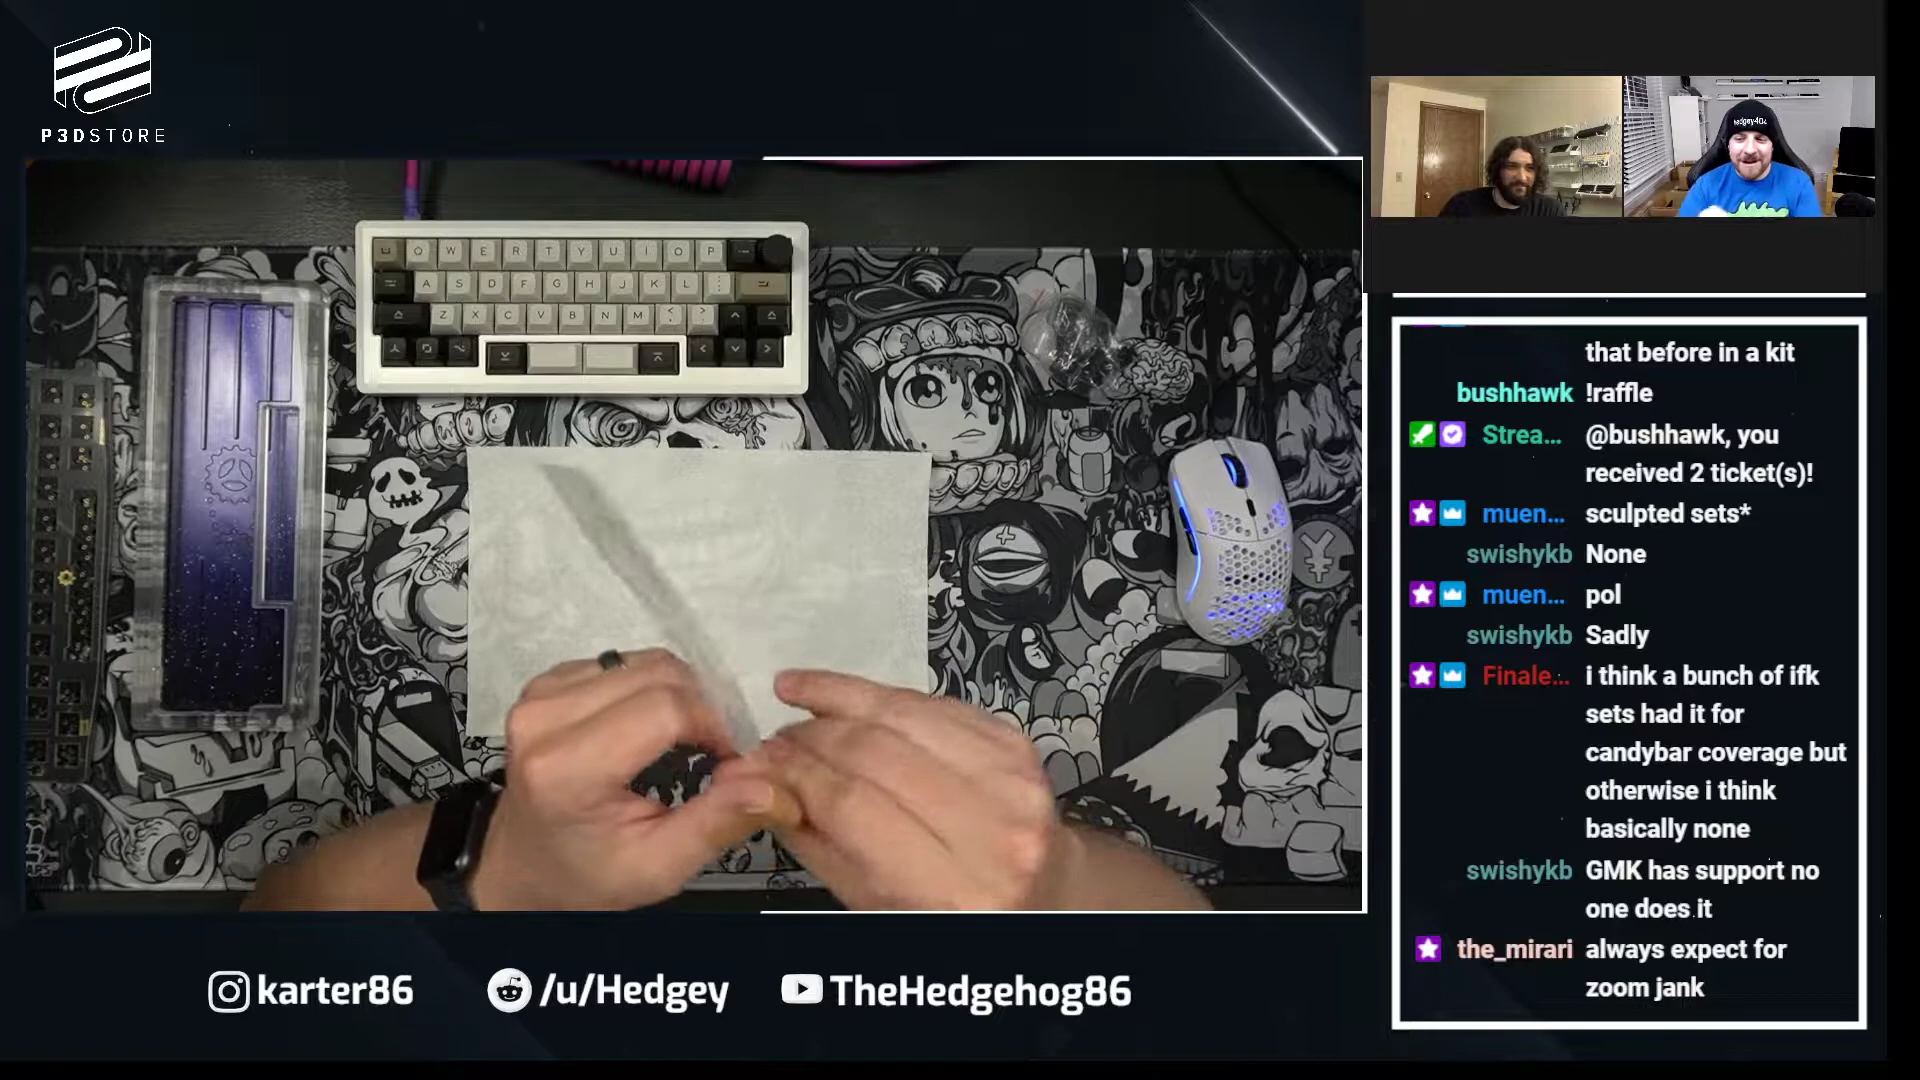 P3DSTORE
hedgey404
Q W E R T Y U I O P
A S D F G H J K L
Z X C V B N M
that before in a kit
bushhawk !raffle
Strea... @bushhawk, you
received 2 ticket(s)!
muen... sculpted sets*
swishykb None
muen... pol
swishykb Sadly
Finale... i think a bunch of ifk
sets had it for
candybar coverage but
otherwise i think
basically none
swishykb GMK has support no
one does it
the_mirari always expect for
zoom jank
karter86 /u/Hedgey TheHedgehog86